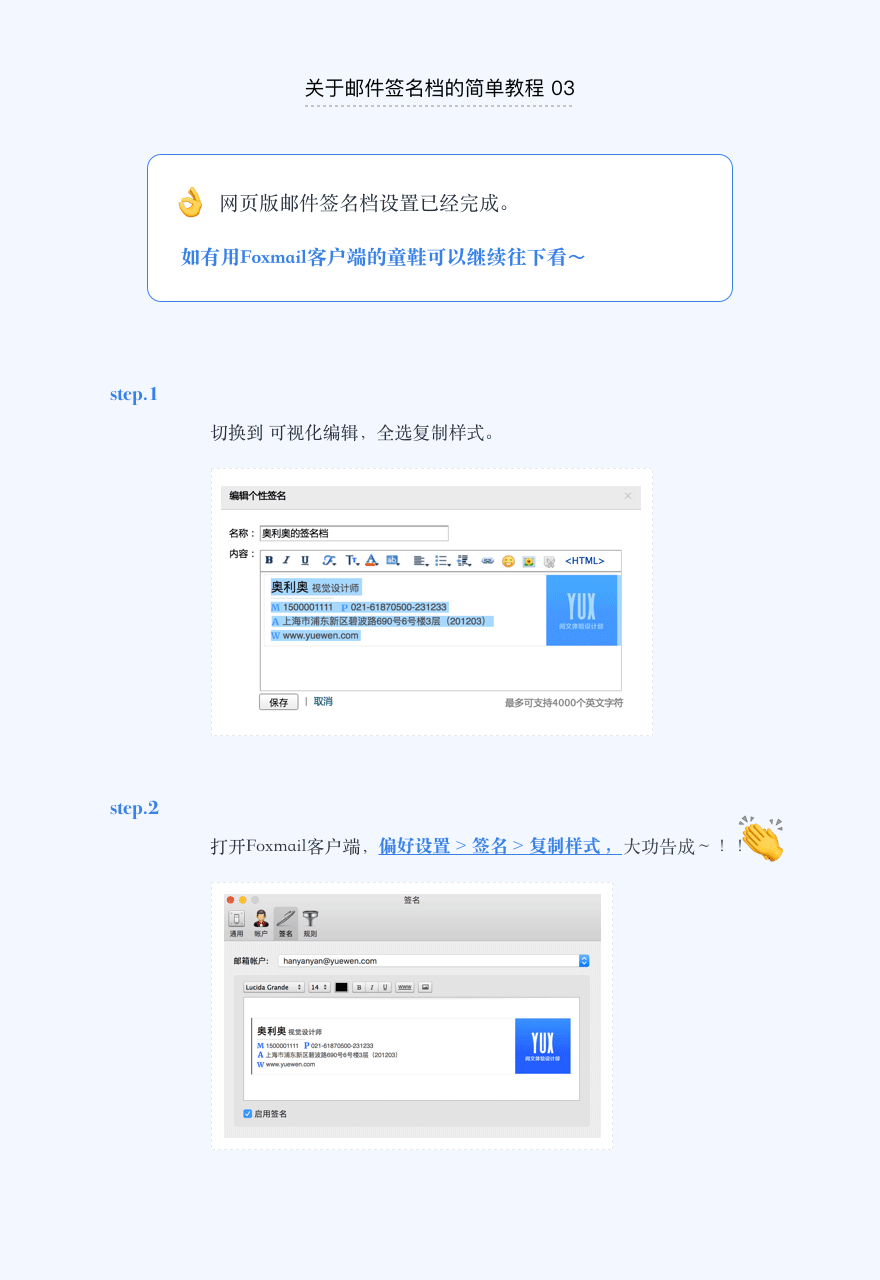 关于邮件签名档的简单教程 03
网页版邮件签名档设置已经完成。
如有用Foxmail客户端的童鞋可以继续往下看～
step.1
切换到 可视化编辑，全选复制样式。
编辑个性签名 ×
名称： 奥利奥的签名档
内容： B I U F Tt A ab <HTML>
奥利奥 视觉设计师
M 1500001111 P 021-61870500-231233
A 上海市浦东新区碧波路690号6号楼3层（201203）
W www.yuewen.com
YUX
阅文体验设计部
保存 | 取消 最多可支持4000个英文字符
step.2
打开Foxmail客户端，偏好设置 > 签名 > 复制样式 ，大功告成～！！
签名
通用 帐户 签名 规则
邮箱帐户: hanyanyan@yuewen.com
Lucida Grande 14 B I U www
奥利奥 视觉设计师
M 1500001111 P 021-61870500-231233
A 上海市浦东新区碧波路690号6号楼3层（201203）
W www.yuewen.com
YUX
阅文体验设计部
启用签名